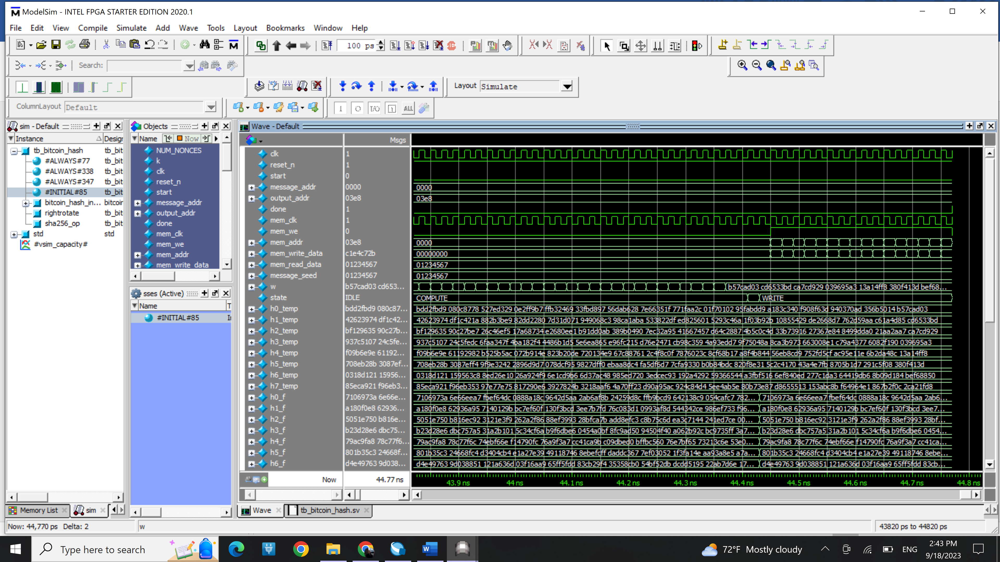 ModelSim - INTEL FPGA STARTER EDITION 2020.1
File Edit View Compile Simulate Add Wave Tools Layout Bookmarks Window Help
100 ps
Search:
Layout Simulate
ColumnLayout Default
ALL
sim - Default
Instance Design
tb_bitcoin_hash tb_bit
#ALWAYS#77 tb_bit
#ALWAYS#338 tb_bit
#ALWAYS#347 tb_bit
#INITIAL#85 tb_bit
bitcoin_hash_in... bitcoin
rightrotate tb_bit
sha256_op tb_bit
std std
#vsim_capacity#
Objects
Name Now
NUM_NONCES
k
clk
reset_n
start
message_addr
output_addr
done
mem_clk
mem_we
mem_addr
mem_write_data
sses (Active)
Name T
#INITIAL#85 I
Wave - Default
Msgs
clk 1
reset_n 1
start 0
message_addr 0000 0000
output_addr 03e8 03e8
done 1
mem_clk 1
mem_we 0
mem_addr 03e8 0000
mem_write_data c1e4c72b 00000000
mem_read_data 01234567 01234567
message_seed 01234567 01234567
w b57cad03 cd653... b57cad03 cd6533bd ca7cd929 039695a3 13a14ff8 380f413d bef68...
state IDLE COMPUTE WRITE
h0_temp bdd2fbd9 080c87... bdd2fbd9 080c8778 527ed329 0e2ff9b7 ffb32469 33fbd897 56dab628 7e66351f 771faa2c 01f70102 95fabdd9 a183c340 f908f63d 940370ad 356b5014 b57cad03
h1_temp 42623974 df1c42... 42623974 df1c421a 882b3be9 82dd2280 7d31d071 949068c3 98ca1aba 533822df ed825601 5293c46a 1f03b92b 10855429 de2668d7 762d59aa c61a4d85 cd6533bd
h2_temp bf129635 90c27b... bf129635 90c27be7 26c46ef5 17a68734 e2680ee1 b91dd0ab 389b0490 7ec32a95 41667457 d64c2887 4b5c0c4d 33b73916 27367e84 8499dda0 21aa2aa7 ca7cd929
h3_temp 937c5107 24c5fe... 937c5107 24c5fedc 6faa347f 4ba182f4 4486b1d5 5e6ea865 e96fc215 d76e2471 cb98c359 4a93edd7 9f75048a 8ca3b973 663008e1 c79a4377 6082f190 039695a3
h4_temp f09b6e9e 61192... f09b6e9e 61192982 b525b5ac 072b914e 823b20de 720134e9 67c88761 2c4f8c0f 7876023c 8cf68b17 a8f4b844 56eb8cd9 752fd5cf ac95e11e 6b2da48c 13a14ff8
h5_temp 708eb28b 3087ef... 708eb28b 3087eff4 9f9e3242 2896d9d7 078dcf95 9827dff0 ebaa8dc4 fa5df6d7 7cfa9330 b0b84bdc 820f8e31 5c2c4170 43a4e7fb 8705b1d7 291c5f08 380f413d
h6_temp 0318d121 15956... 0318d121 159563c8 8ed26e10 26a924f9 6e1cd9b6 6d37ac48 985ed720 3edcec93 192a4292 59366544 a3fbf516 6ef840ed 277c1da3 64419db6 8b09d184 bef68850
h7_temp 85eca921 f96eb3... 85eca921 f96eb353 97e77e75 817290e6 3927824b 3218aaf6 4a70ff23 d90a95ac 924c84d4 5ee4ab5e 80b73e87 d8655513 153abc8b f64964e1 867b2f0c 2ca21fd8
h0_f 7106973a 6e66e... 7106973a 6e66eea7 fbef64dc 0888a18c 9642d5aa 2ab6af8b 24259d8c ffb9bcd9 642138c9 054cafc7 782... 7106973a 6e66eea7 fbef64dc 0888a18c 9642d5aa 2ab6...
h1_f a180f0e8 62936... a180f0e8 62936a95 7140129b bc7ef60f 130f3bcd 3ee7b7fd 76c083d1 0993af8d 544342ce 986ef733 f96... a180f0e8 62936a95 7140129b bc7ef60f 130f3bcd 3ee7...
h2_f 5051e750 b816e... 5051e750 b816ec92 3121e3f9 262a2f86 88ef3993 28bfca7b add8efc3 c8b75c6d ea3c7144 241ed7ce 00... 5051e750 b816ec92 3121e3f9 262a2f86 88ef3993 28bf...
h3_f b23d28e6 dbc75... b23d28e6 dbc757a5 31a2b101 5c34cf6a b9f6dbe6 0454a0bf 8fc9ad50 94504f40 a062b92c bc9735ff 3a7... b23d28e6 dbc757a5 31a2b101 5c34cf6a b9f6dbe6 0454...
h4_f 79ac9fa8 78c77f6... 79ac9fa8 78c77f6c 74ebf66e f14790fc 76a9f3a7 cc41ca9b c09dbed0 bffbc560 76e7bf65 73213c6e 53e0... 79ac9fa8 78c77f6c 74ebf66e f14790fc 76a9f3a7 cc41ca...
h5_f 801b35c3 24668f... 801b35c3 24668fc4 d3404cb4 e1a27e39 49118746 8ebefcff daddc367 7ef03052 1f3fa14e aa93a8e5 a7a... 801b35c3 24668fc4 d3404cb4 e1a27e39 49118746 8ebe...
h6_f d4e49763 9d038... d4e49763 9d038851 121a636d 03f16aa9 65ff5fdd 83cb29f4 35358cb0 54bf52db dcdd5195 22ab7d6e 17... d4e49763 9d038851 121a636d 03f16aa9 65ff5fdd 83cb...
Now 44.77 ns
43.9 ns 44 ns 44.1 ns 44.2 ns 44.3 ns 44.4 ns 44.5 ns 44.6 ns 44.7 ns 44.8 ns
Memory List sim Wave tb_bitcoin_hash.sv
Now: 44,770 ps Delta: 2 w 43820 ps to 44820 ps
Type here to search
72°F Mostly cloudy
ENG
2:43 PM
9/18/2023